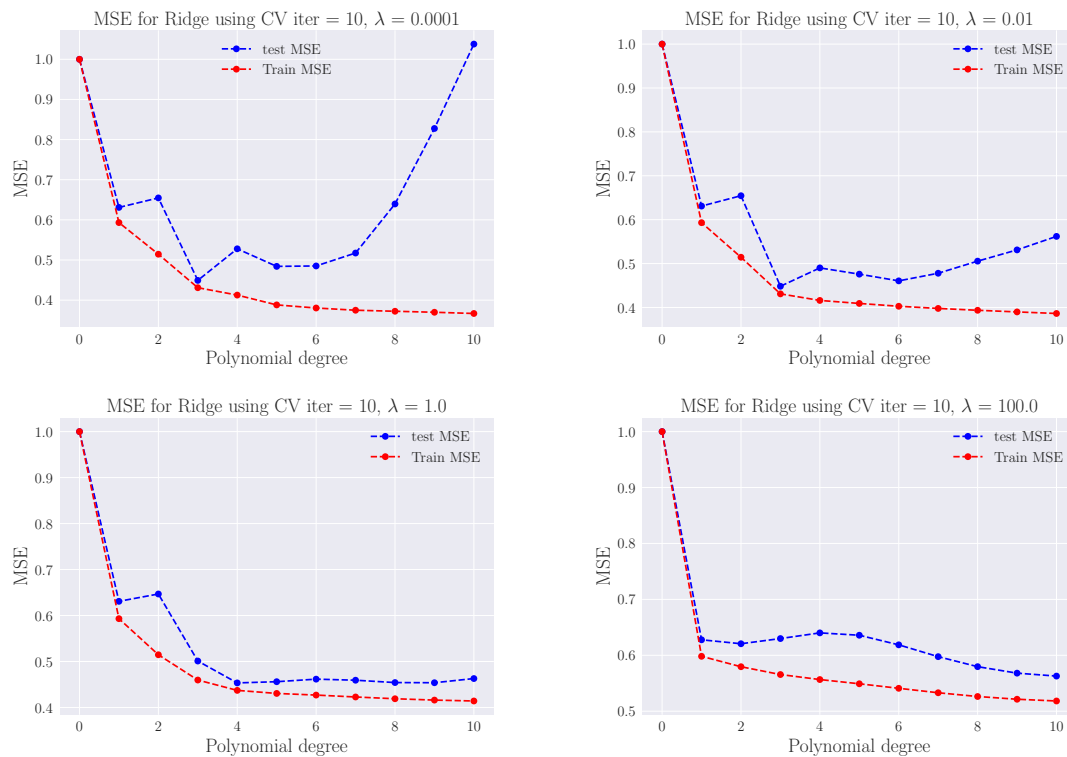 MSE for Ridge using CV iter = 10, λ = 0.0001
test MSE
Train MSE
1.0
0.9
0.8
0.7
0.6
0.5
0.4
MSE
0 2 4 6 8 10
Polynomial degree
MSE for Ridge using CV iter = 10, λ = 0.01
test MSE
Train MSE
1.0
0.9
0.8
0.7
0.6
0.5
0.4
MSE
0 2 4 6 8 10
Polynomial degree
MSE for Ridge using CV iter = 10, λ = 1.0
test MSE
Train MSE
1.0
0.9
0.8
0.7
0.6
0.5
0.4
MSE
0 2 4 6 8 10
Polynomial degree
MSE for Ridge using CV iter = 10, λ = 100.0
test MSE
Train MSE
1.0
0.9
0.8
0.7
0.6
0.5
MSE
0 2 4 6 8 10
Polynomial degree